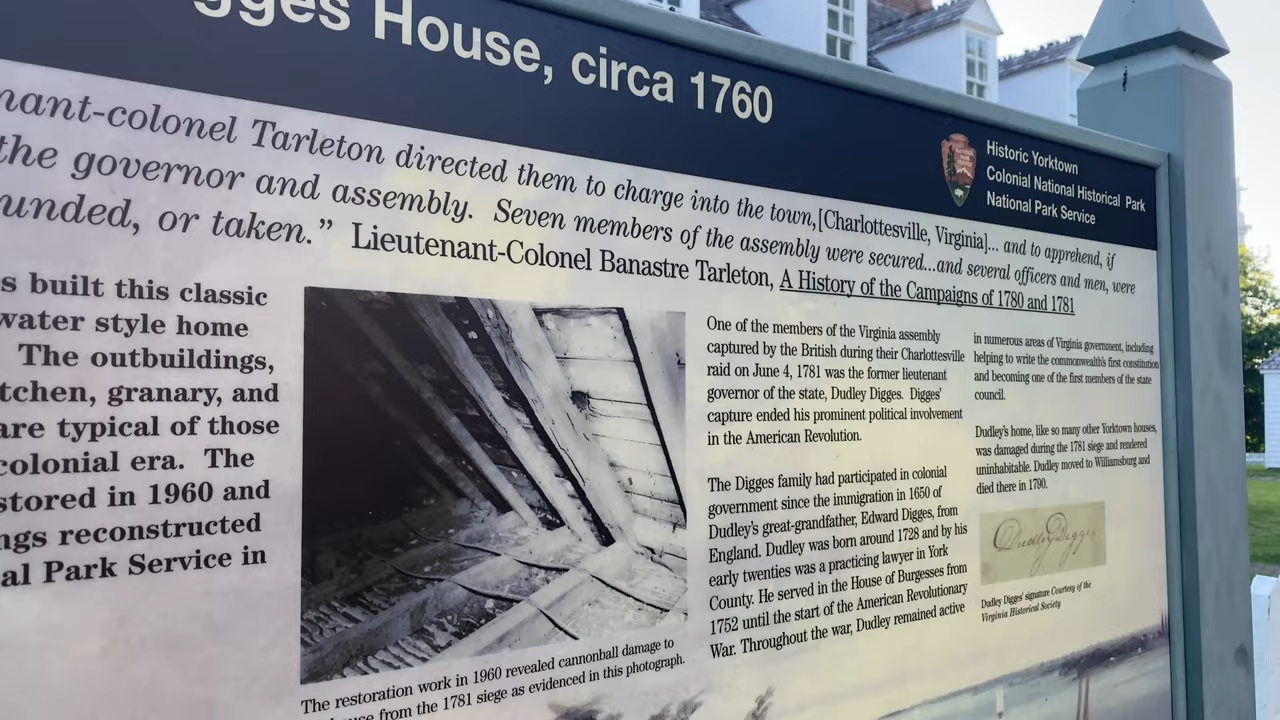 gges House, circa 1760
Historic Yorktown
Colonial National Historical Park
National Park Service
nant-colonel Tarleton directed them to charge into the town,[Charlottesville, Virginia]... and to apprehend, if
the governor and assembly. Seven members of the assembly were secured...and several officers and men, were
unded, or taken.” Lieutenant-Colonel Banastre Tarleton, A History of the Campaigns of 1780 and 1781
s built this classic
water style home
The outbuildings,
tchen, granary, and
are typical of those
colonial era. The
stored in 1960 and
ngs reconstructed
al Park Service in
The restoration work in 1960 revealed cannonball damage to
use from the 1781 siege as evidenced in this photograph.
One of the members of the Virginia assembly
captured by the British during their Charlottesville
raid on June 4, 1781 was the former lieutenant
governor of the state, Dudley Digges. Digges’
capture ended his prominent political involvement
in the American Revolution.
The Digges family had participated in colonial
government since the immigration in 1650 of
Dudley’s great-grandfather, Edward Digges, from
England. Dudley was born around 1728 and by his
early twenties was a practicing lawyer in York
County. He served in the House of Burgesses from
1752 until the start of the American Revolutionary
War. Throughout the war, Dudley remained active
in numerous areas of Virginia government, including
helping to write the commonwealth’s first constitution
and becoming one of the first members of the state
council.
Dudley’s home, like so many other Yorktown houses,
was damaged during the 1781 siege and rendered
uninhabitable. Dudley moved to Williamsburg and
died there in 1790.
Dudley Digges
Dudley Digges’ signature Courtesy of the
Virginia Historical Society